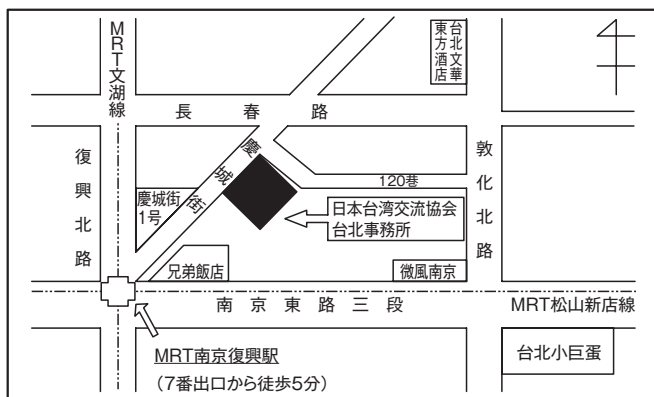 MRT文湖線
台北文華
東方酒店
長春路
復興北路
慶城街
慶城街
1号
120巷
敦化北路
日本台湾交流協会
台北事務所
兄弟飯店
微風南京
南京東路三段
MRT松山新店線
MRT南京復興駅
（7番出口から徒歩5分）
台北小巨蛋